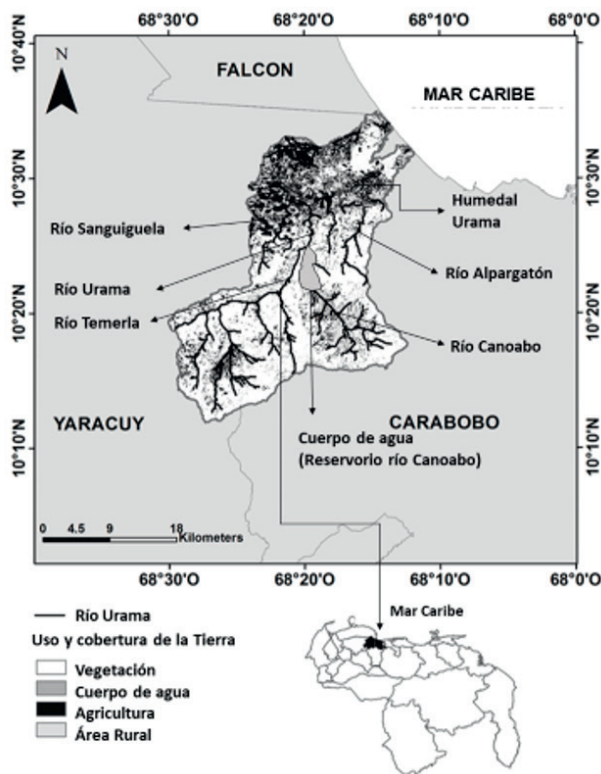 68°30'O
68°20'O
68°10'O
68°0'O
10°40'N
10°40'N
N
FALCON
MAR CARIBE
10°30'N
10°30'N
Humedal
Urama
Río Sanguiguela
Río Alpargatón
Río Urama
Río Temerla
10°20'N
10°20'N
Río Canoabo
YARACUY
CARABOBO
Cuerpo de agua
(Reservorio río Canoabo)
10°10'N
10°10'N
0 4.5 9 18
Kilometers
68°30'O
68°20'O
68°10'O
68°0'O
Río Urama
Mar Caribe
Uso y cobertura de la Tierra
Vegetación
Cuerpo de agua
Agricultura
Área Rural